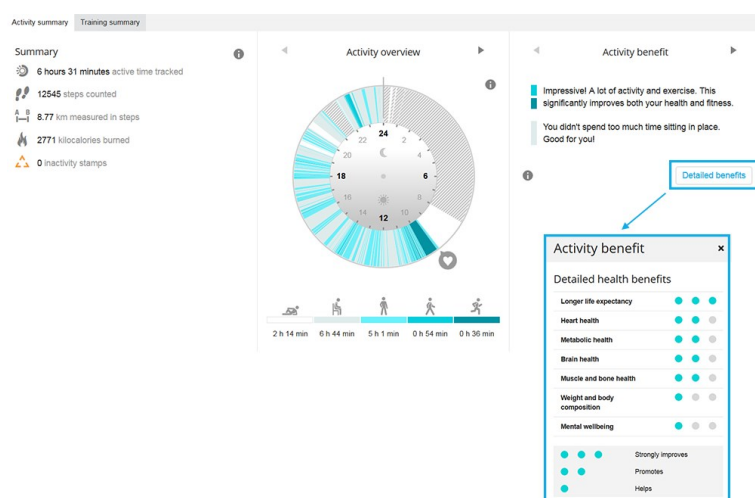 Activity summary
Training summary
Summary
6 hours 31 minutes active time tracked
12545 steps counted
A B
8.77 km measured in steps
2771 kilocalories burned
0 inactivity stamps
Activity overview
24
2
4
6
8
10
12
14
16
18
20
22
2 h 14 min
6 h 44 min
5 h 1 min
0 h 54 min
0 h 36 min
Activity benefit
Impressive! A lot of activity and exercise. This
significantly improves both your health and fitness.
You didn't spend too much time sitting in place.
Good for you!
Detailed benefits
Activity benefit
×
Detailed health benefits
Longer life expectancy
Heart health
Metabolic health
Brain health
Muscle and bone health
Weight and body
composition
Mental wellbeing
Strongly improves
Promotes
Helps